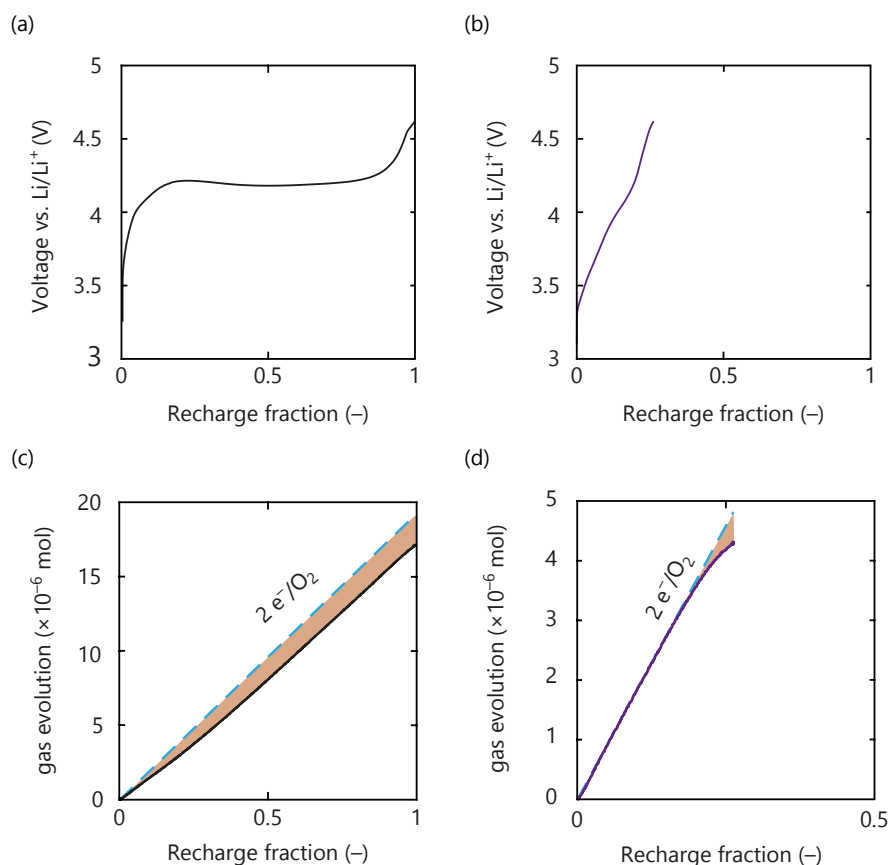 (a)
5
4.5
4
3.5
3
0
0.5
1
Voltage vs. Li/Li⁺ (V)
Recharge fraction (–)
(b)
5
4.5
4
3.5
3
0
0.5
1
Voltage vs. Li/Li⁺ (V)
Recharge fraction (–)
(c)
20
15
10
5
0
0
0.5
1
gas evolution (×10⁻⁶ mol)
2 e⁻/O₂
Recharge fraction (–)
(d)
5
4
3
2
1
0
0
0.5
gas evolution (×10⁻⁶ mol)
2 e⁻/O₂
Recharge fraction (–)